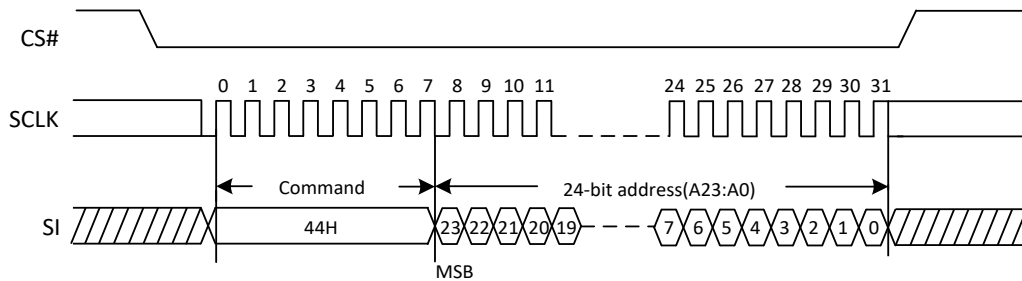 CS#
0 1 2 3 4 5 6 7 8 9 10 11 24 25 26 27 28 29 30 31
SCLK
Command 24-bit address(A23:A0)
SI 44H 23 22 21 20 19 7 6 5 4 3 2 1 0
MSB